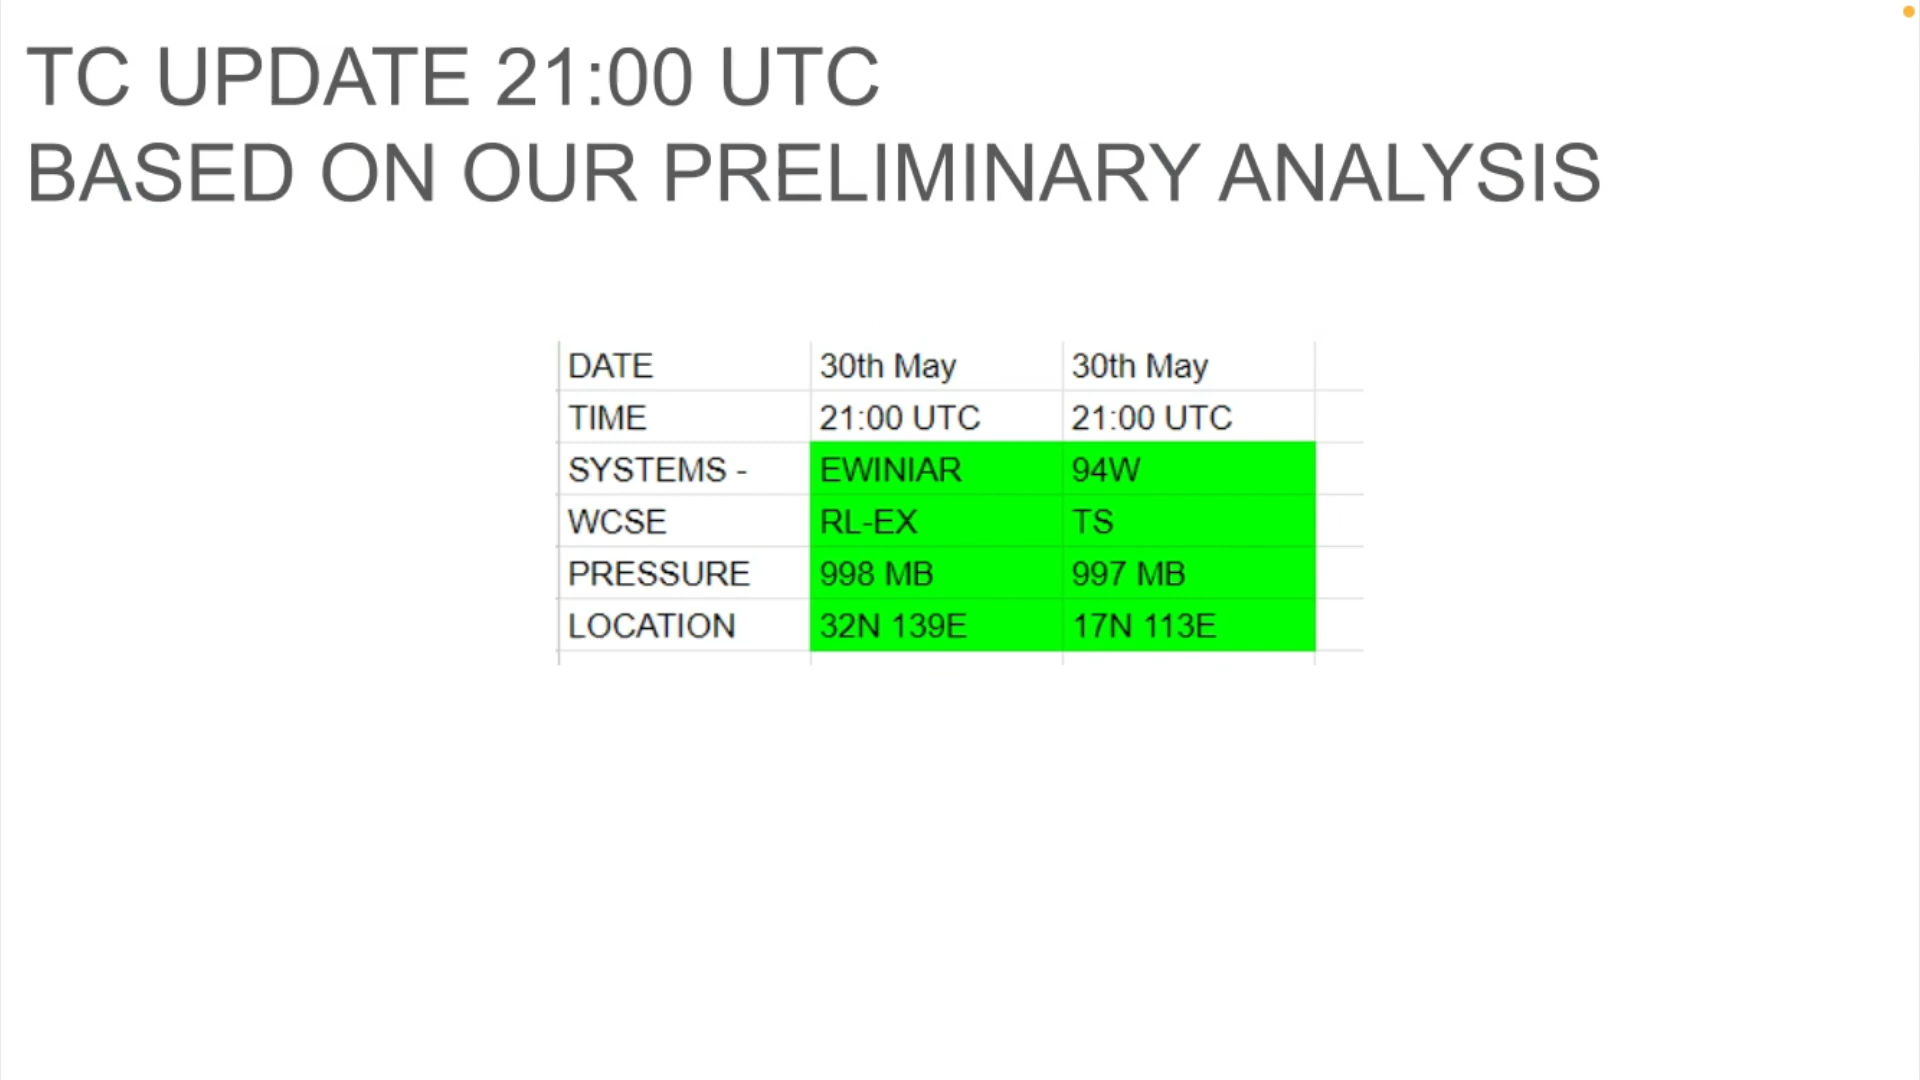 TC UPDATE 21:00 UTC
BASED ON OUR PRELIMINARY ANALYSIS
DATE 30th May 30th May
TIME 21:00 UTC 21:00 UTC
SYSTEMS - EWINIAR 94W
WCSE RL-EX TS
PRESSURE 998 MB 997 MB
LOCATION 32N 139E 17N 113E